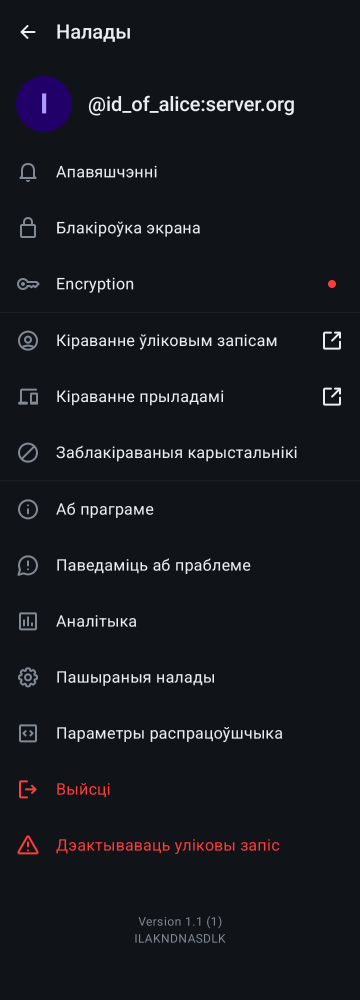 Налады
I
@id_of_alice:server.org
Апавяшчэнні
Блакіроўка экрана
Encryption
Кіраванне ўліковым запісам
Кіраванне прыладамі
Заблакіраваныя карыстальнікі
Аб праграме
Паведаміць аб праблеме
Аналітыка
Пашыраныя налады
Параметры распрацоўшчыка
Выйсці
Дэактываваць уліковы запіс
Version 1.1 (1)
ILAKNDNASDLK